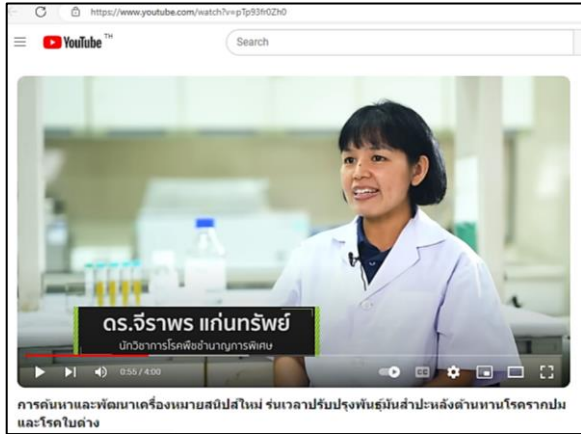 https://www.youtube.com/watch?v=pTp93fr0Zh0
YouTube TH
Search
ดร.จีราพร แก่นทรัพย์
นักวิชาการโรคพืชชำนาญการพิเศษ
0:55 / 4:00
การค้นหาและพัฒนาเครื่องหมายสนิปส์ใหม่ ร่นเวลาปรับปรุงพันธุ์มันสำปะหลังต้านทานโรครากปม
และโรคใบด่าง